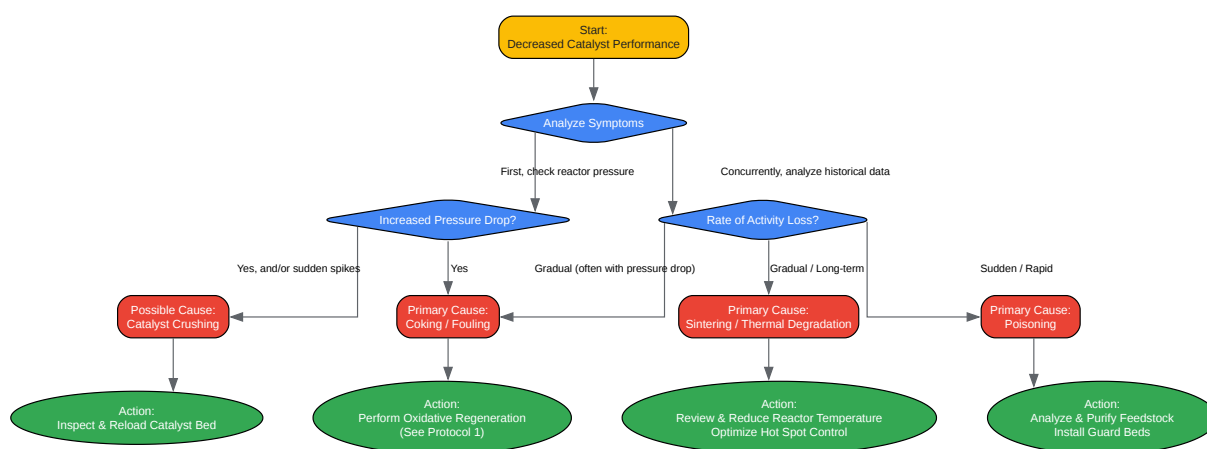 Start:
Decreased Catalyst Performance
Analyze Symptoms
First, check reactor pressure
Concurrently, analyze historical data
Increased Pressure Drop?
Rate of Activity Loss?
Yes, and/or sudden spikes
Yes
Gradual (often with pressure drop)
Gradual / Long-term
Sudden / Rapid
Possible Cause:
Catalyst Crushing
Primary Cause:
Coking / Fouling
Primary Cause:
Sintering / Thermal Degradation
Primary Cause:
Poisoning
Action:
Inspect & Reload Catalyst Bed
Action:
Perform Oxidative Regeneration
(See Protocol 1)
Action:
Review & Reduce Reactor Temperature
Optimize Hot Spot Control
Action:
Analyze & Purify Feedstock
Install Guard Beds